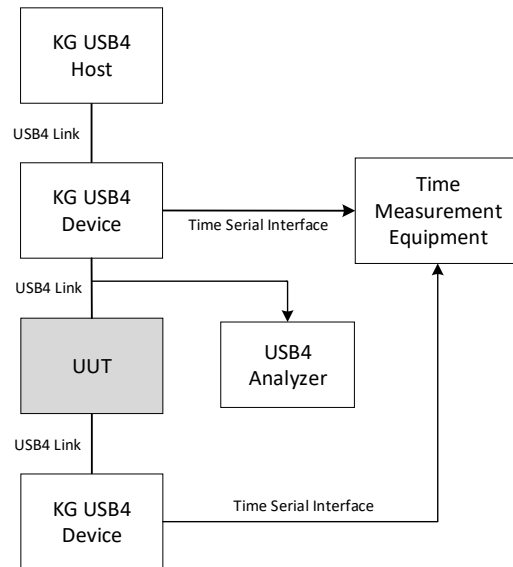 KG USB4
Host
USB4 Link
KG USB4
Device
Time Serial Interface
Time
Measurement
Equipment
USB4 Link
UUT
USB4
Analyzer
USB4 Link
KG USB4
Device
Time Serial Interface